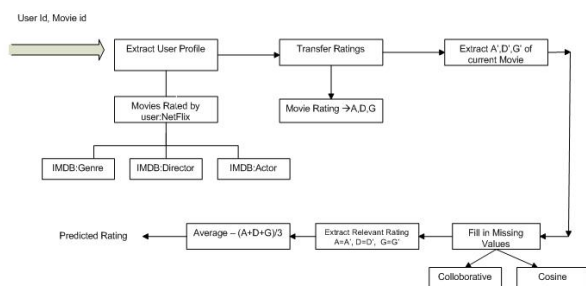 User Id, Movie id
Extract User Profile
Transfer Ratings
Extract A',D',G' of
current Movie
Movies Rated by
user:NetFlix
Movie Rating →A,D,G
IMDB:Genre
IMDB:Director
IMDB:Actor
Predicted Rating
Average – (A+D+G)/3
Extract Relevant Rating
A=A', D=D', G=G'
Fill in Missing
Values
Colloborative
Cosine